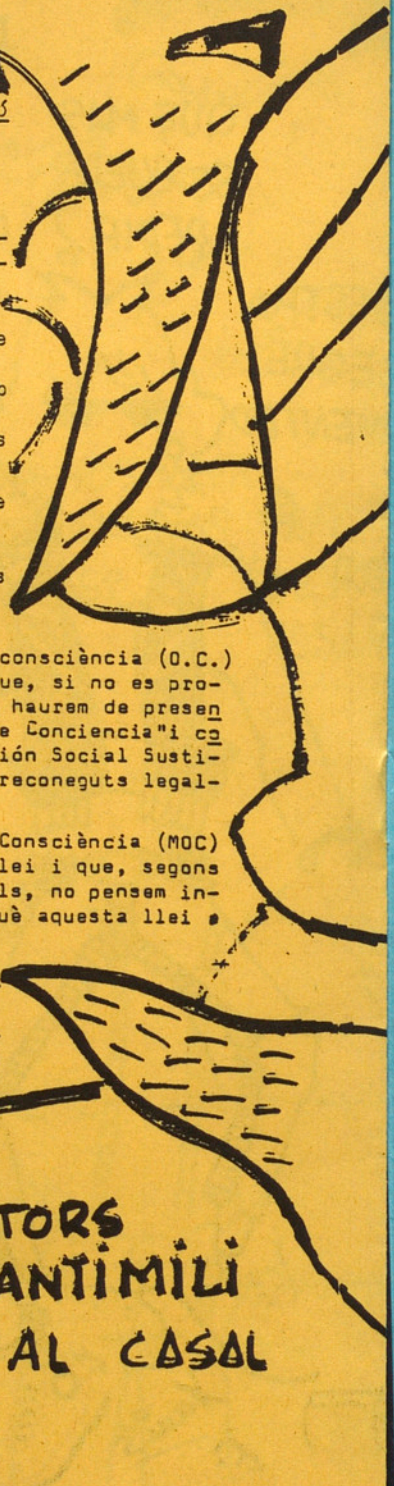 s
e
o
s
è
s
consciència (O.C.)
ue, si no es pro-
haurem de presen
e Conciencia"i co
ión Social Susti-
reconeguts legal-
Consciència (MOC)
lei i que, segons
ls, no pensem in-
uè aquesta llei
TORS
ANTiMiLi
AL CASAL